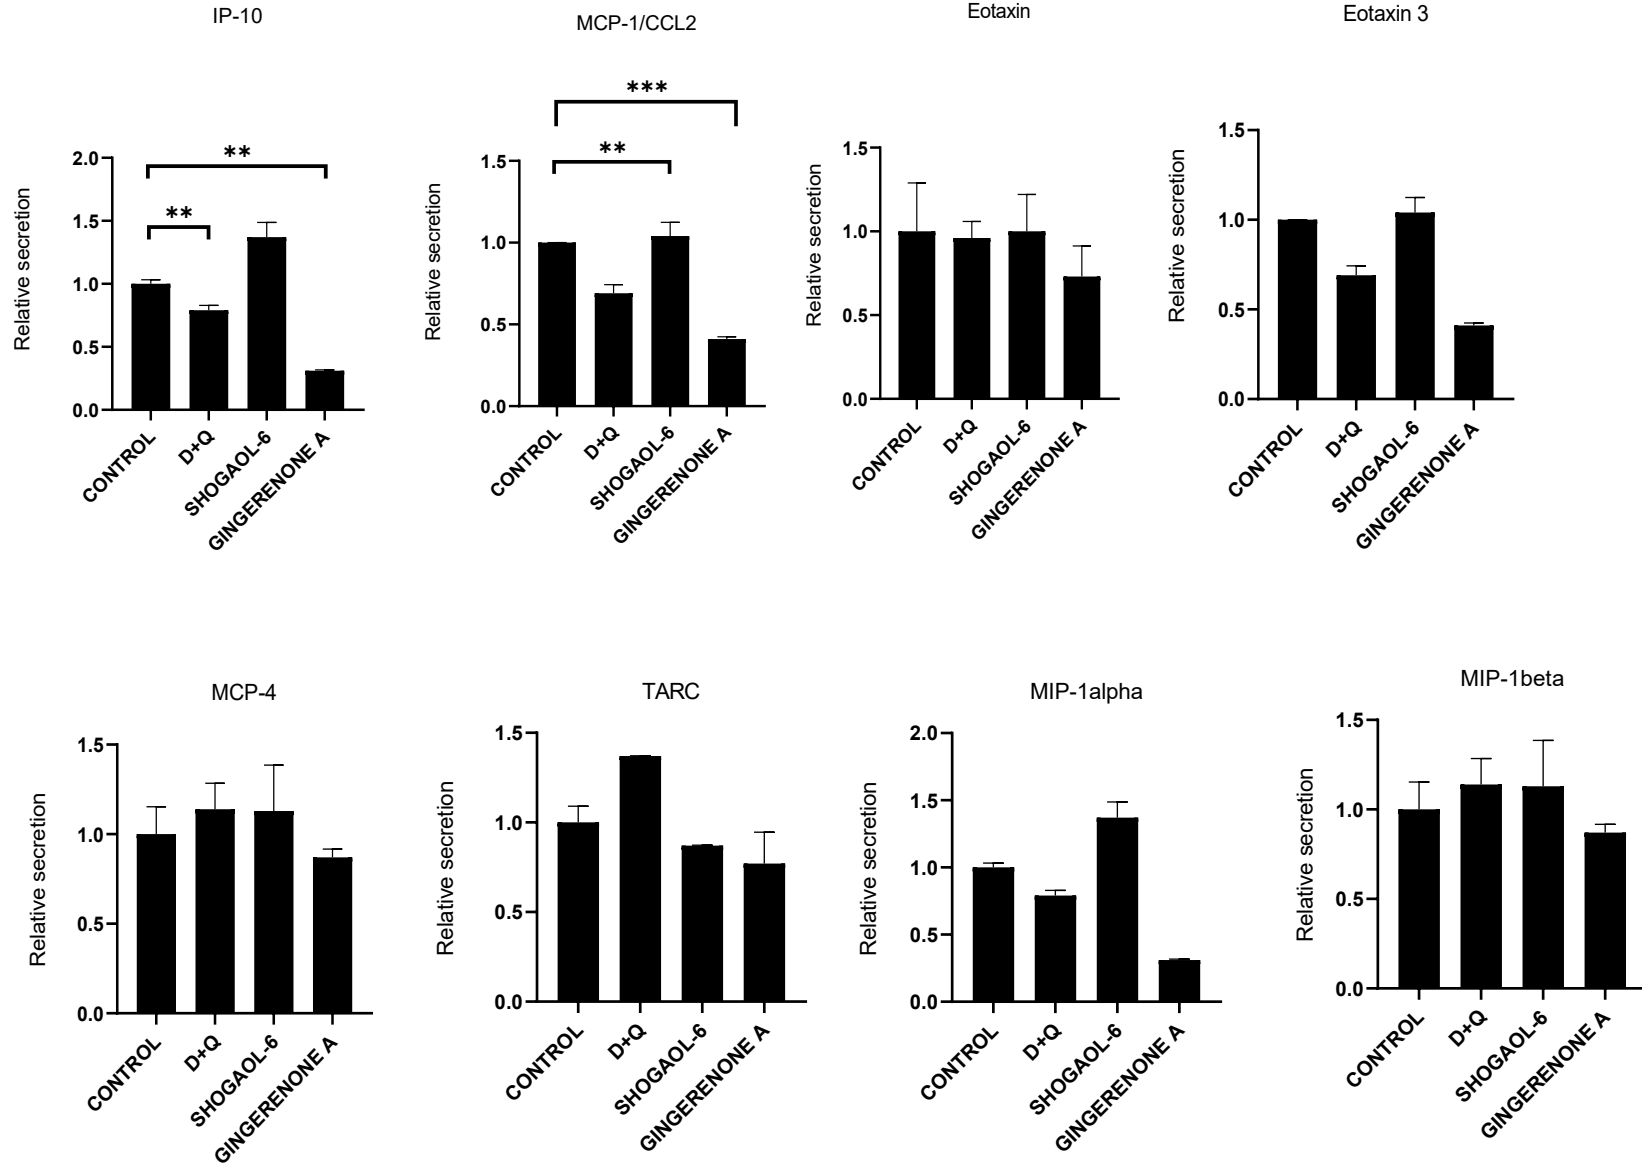 IP-10
MCP-1/CCL2
Eotaxin
Eotaxin 3
Relative secretion
2.0
1.5
1.0
0.5
0.0
**
**
CONTROL
D+Q
SHOGAOL-6
GINGERENONE A
Relative secretion
1.5
1.0
0.5
0.0
***
**
CONTROL
D+Q
SHOGAOL-6
GINGERENONE A
Relative secretion
1.5
1.0
0.5
0.0
CONTROL
D+Q
SHOGAOL-6
GINGERENONE A
Relative secretion
1.5
1.0
0.5
0.0
CONTROL
D+Q
SHOGAOL-6
GINGERENONE A
MCP-4
TARC
MIP-1alpha
MIP-1beta
Relative secretion
1.5
1.0
0.5
0.0
CONTROL
D+Q
SHOGAOL-6
GINGERENONE A
Relative secretion
1.5
1.0
0.5
0.0
CONTROL
D+Q
SHOGAOL-6
GINGERENONE A
Relative secretion
2.0
1.5
1.0
0.5
0.0
CONTROL
D+Q
SHOGAOL-6
GINGERENONE A
Relative secretion
1.5
1.0
0.5
0.0
CONTROL
D+Q
SHOGAOL-6
GINGERENONE A